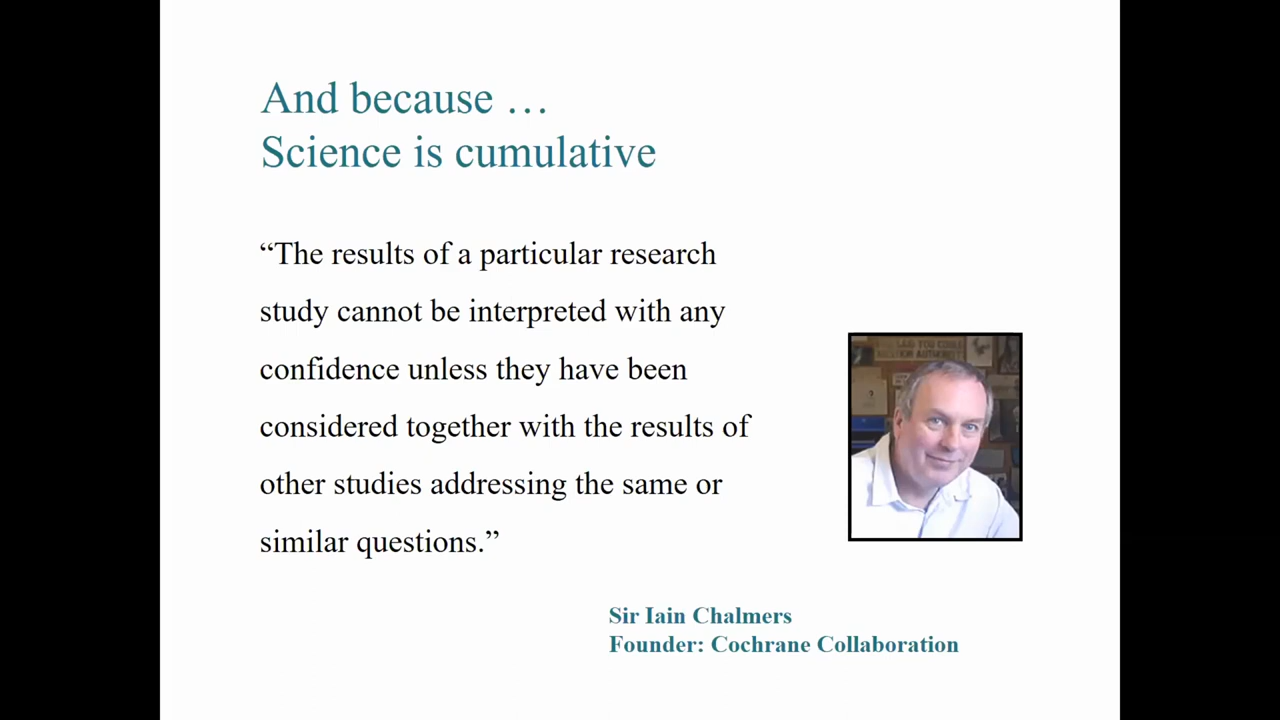 And because …
Science is cumulative
“The results of a particular research
study cannot be interpreted with any
confidence unless they have been
considered together with the results of
other studies addressing the same or
similar questions.”
Sir Iain Chalmers
Founder: Cochrane Collaboration